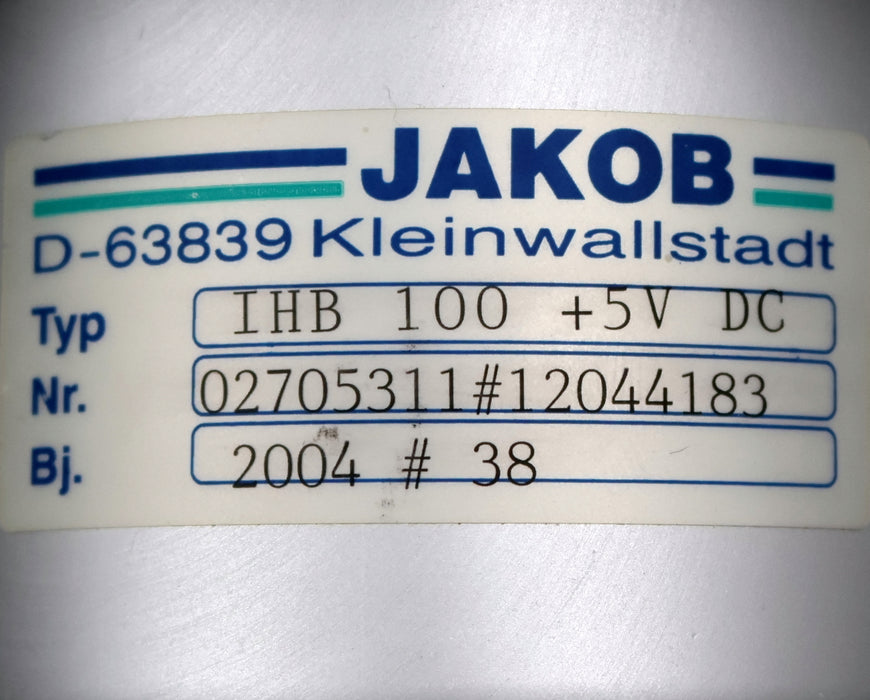 JAKOB
D-63839 Kleinwallstadt
Typ IHB 100 +5V DC
Nr. 02705311#12044183
Bj. 2004 # 38